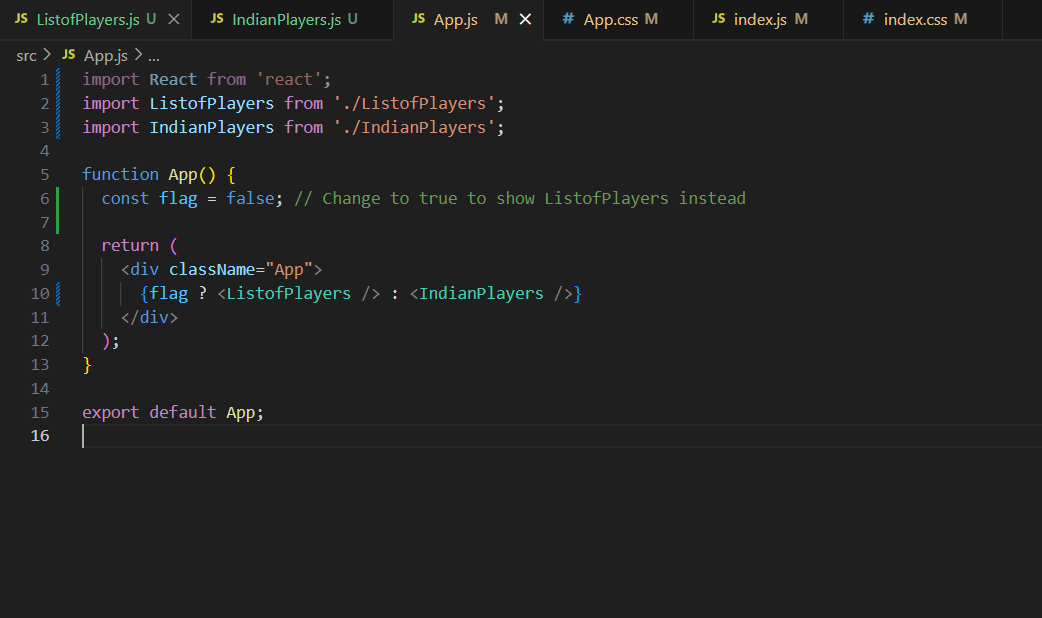 JS ListofPlayers.js U × JS IndianPlayers.js U JS App.js M × # App.css M JS index.js M # index.css M
src > JS App.js > ...
1 import React from 'react';
2 import ListofPlayers from './ListofPlayers';
3 import IndianPlayers from './IndianPlayers';
4
5 function App() {
6 const flag = false; // Change to true to show ListofPlayers instead
7
8 return (
9 <div className="App">
10 {flag ? <ListofPlayers /> : <IndianPlayers />}
11 </div>
12 );
13 }
14
15 export default App;
16